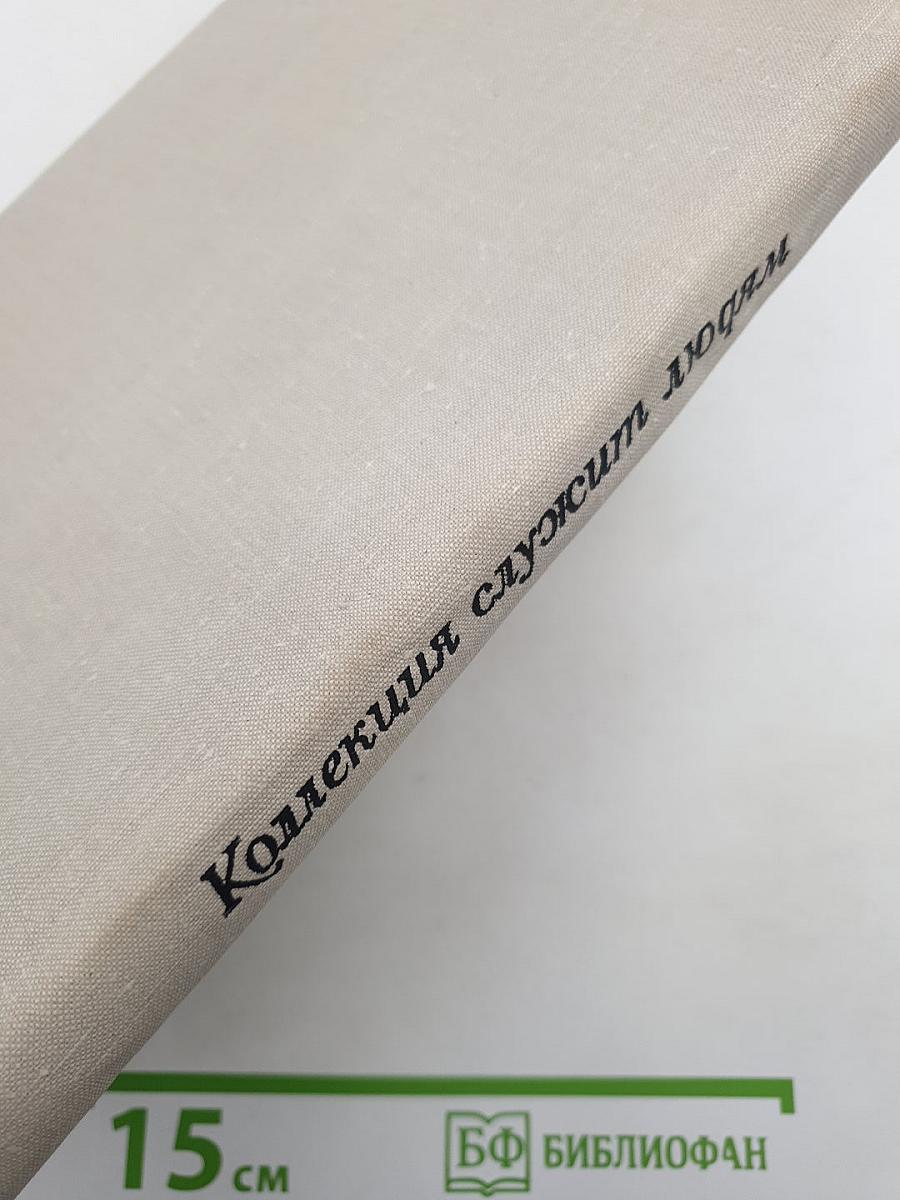 Коллекция служит людям
15 см
БФ БИБЛИОФАН